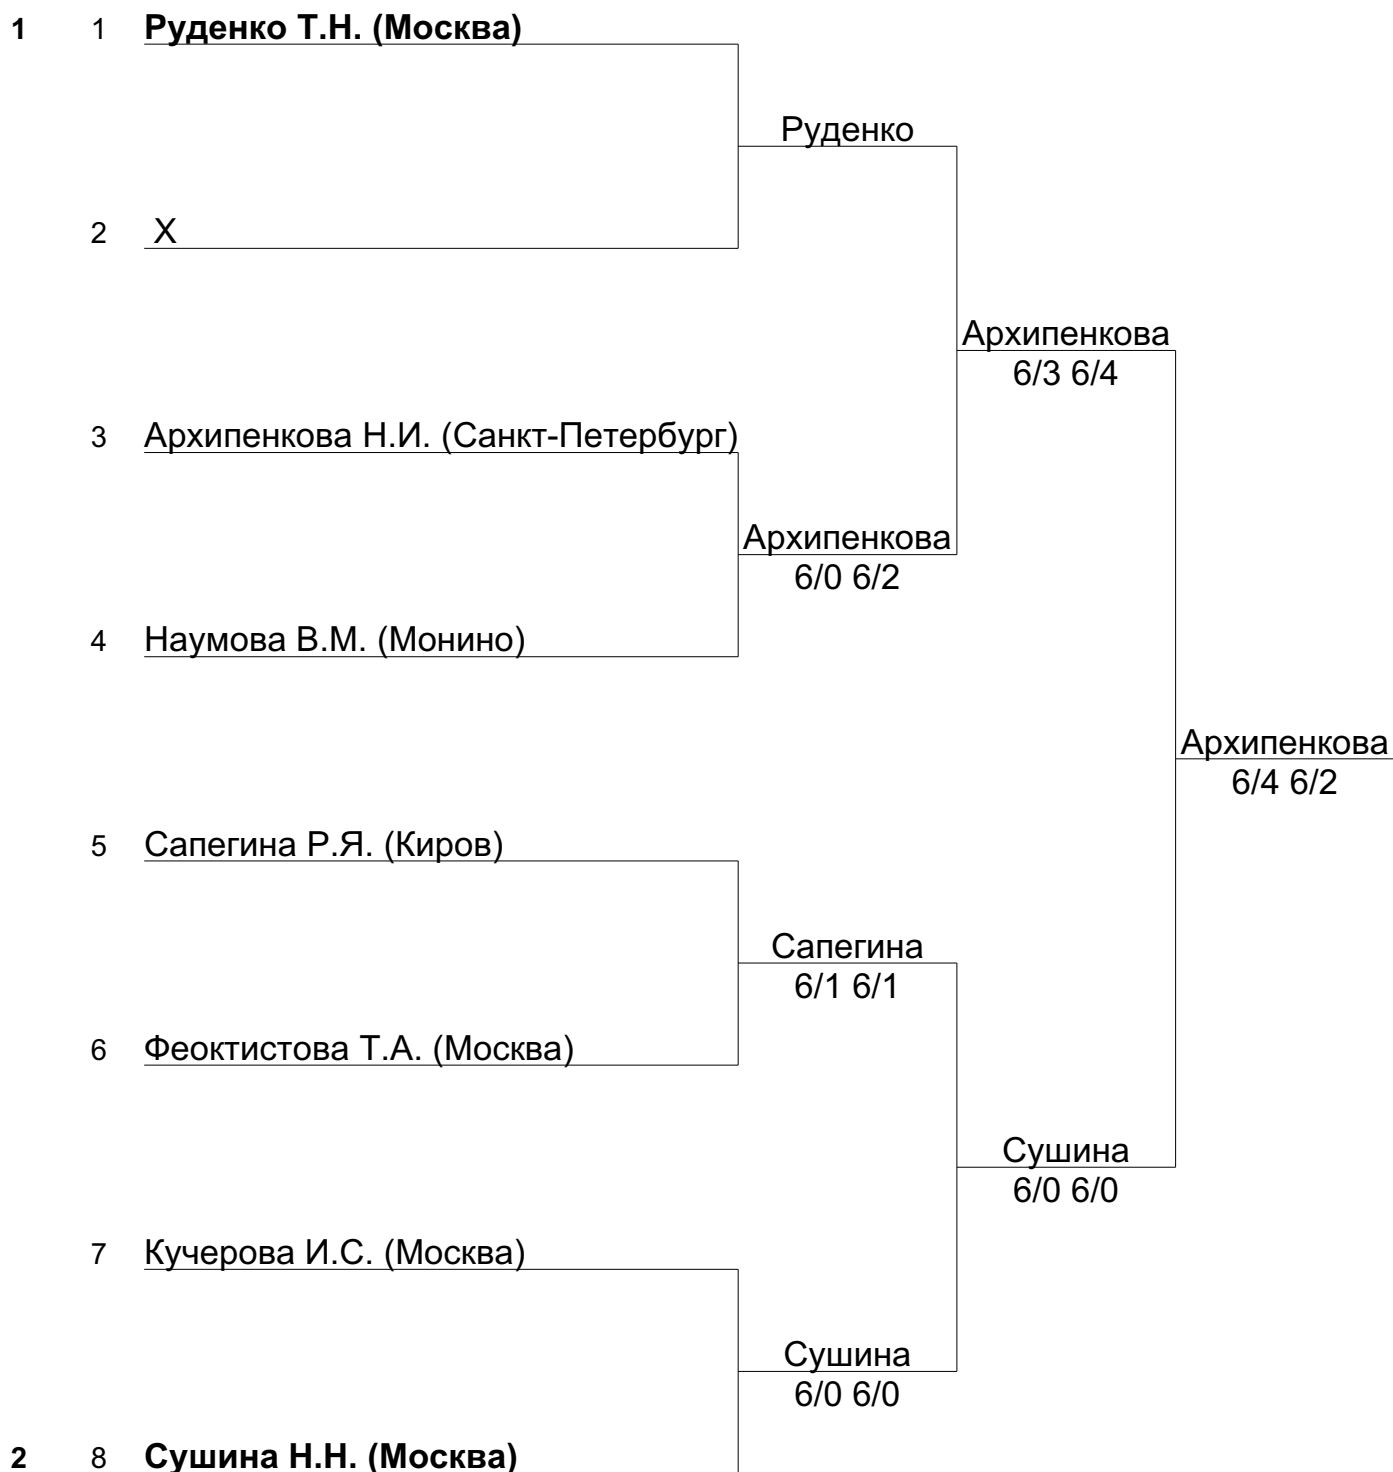 1 1 Руденко Т.Н. (Москва)
Руденко
2 Х
Архипенкова
6/3 6/4
3 Архипенкова Н.И. (Санкт-Петербург)
Архипенкова
6/0 6/2
4 Наумова В.М. (Монино)
Архипенкова
6/4 6/2
5 Сапегина Р.Я. (Киров)
Сапегина
6/1 6/1
6 Феоктистова Т.А. (Москва)
Сушина
6/0 6/0
7 Кучерова И.С. (Москва)
Сушина
6/0 6/0
2 8 Сушина Н.Н. (Москва)